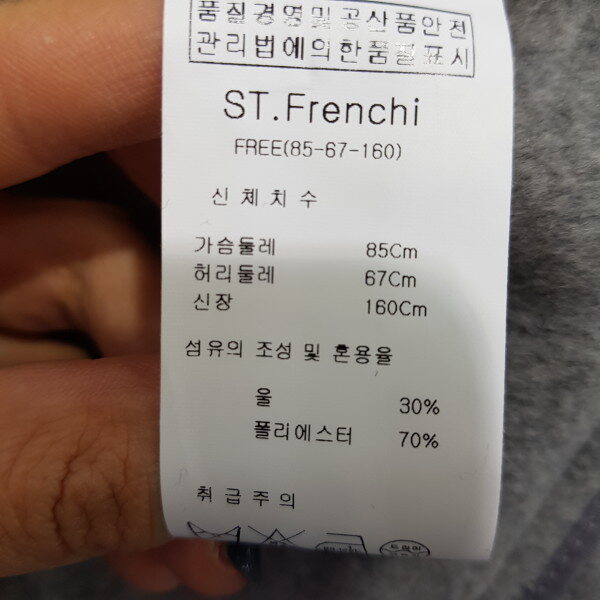 품질경영및공산품안전
관리법에의한품질표시
ST.Frenchi
FREE(85-67-160)
신체치수
가슴둘레 85Cm
허리둘레 67Cm
신장 160Cm
섬유의 조성 및 혼용율
울 30%
폴리에스터 70%
취급주의